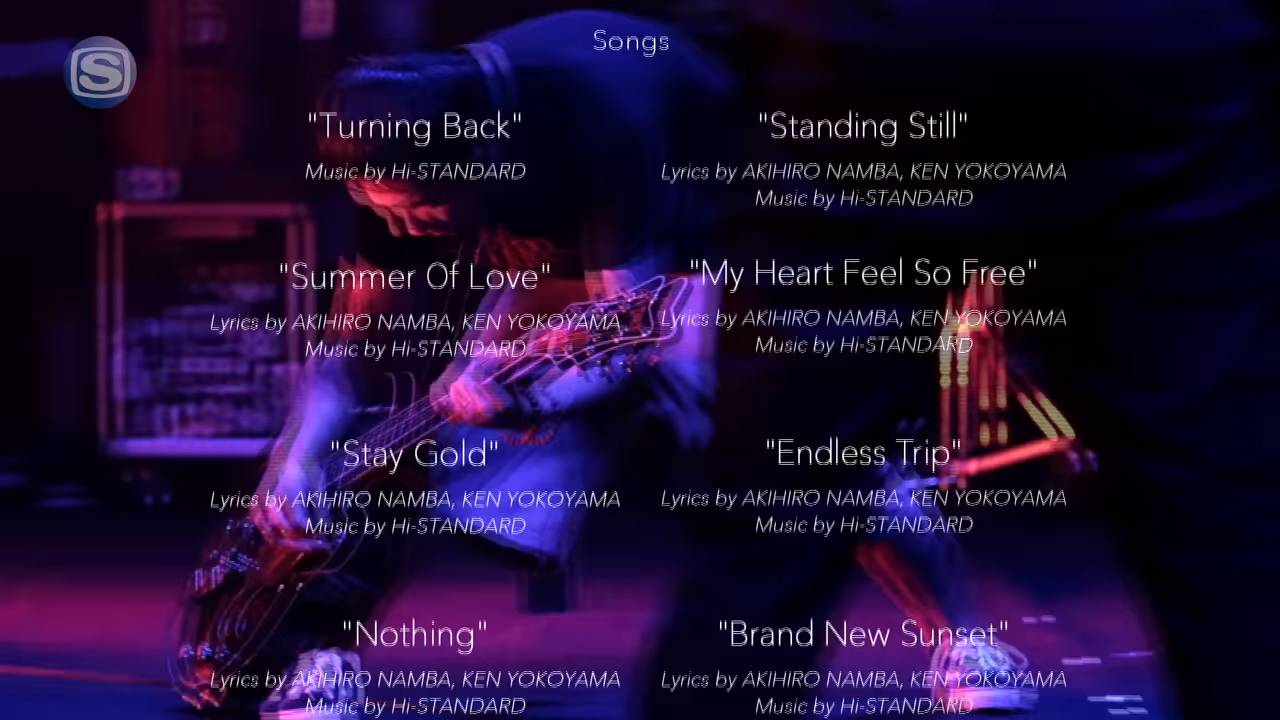 Songs
S
"Turning Back"
Music by Hi-STANDARD
"Standing Still"
Lyrics by AKIHIRO NAMBA, KEN YOKOYAMA
Music by Hi-STANDARD
"Summer Of Love"
Lyrics by AKIHIRO NAMBA, KEN YOKOYAMA
Music by Hi-STANDARD
"My Heart Feel So Free"
Lyrics by AKIHIRO NAMBA, KEN YOKOYAMA
Music by Hi-STANDARD
"Stay Gold"
Lyrics by AKIHIRO NAMBA, KEN YOKOYAMA
Music by Hi-STANDARD
"Endless Trip"
Lyrics by AKIHIRO NAMBA, KEN YOKOYAMA
Music by Hi-STANDARD
"Nothing"
Lyrics by AKIHIRO NAMBA, KEN YOKOYAMA
Music by Hi-STANDARD
"Brand New Sunset"
Lyrics by AKIHIRO NAMBA, KEN YOKOYAMA
Music by Hi-STANDARD